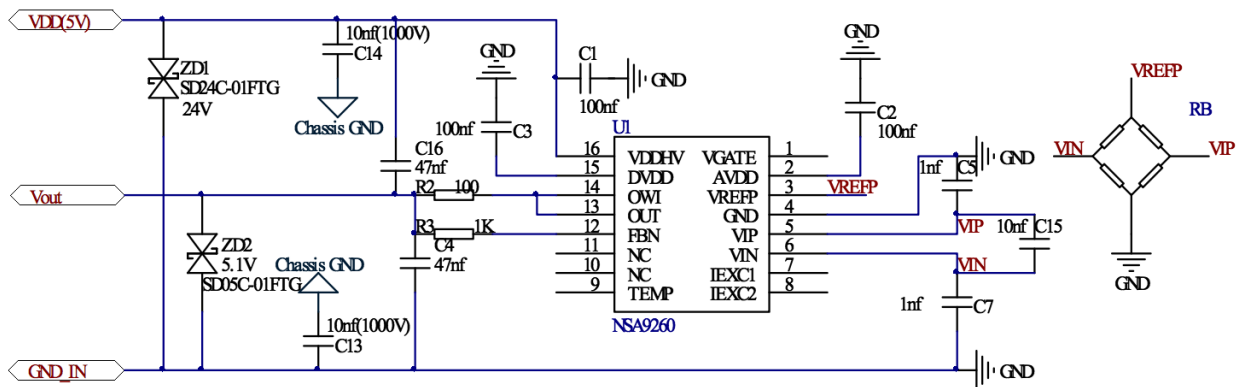 VDD(5V)
10nf(1000V)
C14
Chassis GND
ZD1
SD24C-01FTG
24V
GND
100nf
C3
C1
100nf
GND
GND
C2
100nf
VREFP
RB
VIN
VIP
GND
C16
47nf
Vout
R2
100
R3
1K
C4
47nf
ZD2
5.1V
SD05C-01FTG
Chassis GND
10nf(1000V)
C13
GND_IN
U1
16 VDDHV VGATE 1
15 DVDD AVDD 2
14 OWI VREFP 3 VREFP
13 OUT GND 4
12 FBN VIP 5
11 NC VIN 6
10 NC IEXC1 7
9 TEMP IEXC2 8
NSA9260
GND
1nf
C5
VIP
10nf
C15
VIN
1nf
C7
GND